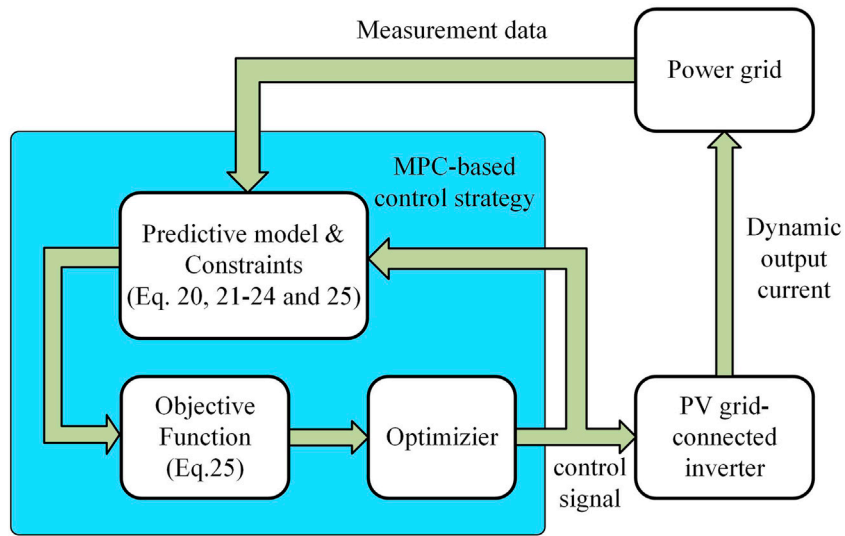 Measurement data
Power grid
MPC-based
control strategy
Predictive model &
Constraints
(Eq. 20, 21-24 and 25)
Dynamic
output
current
Objective
Function
(Eq.25)
Optimizier
control
signal
PV grid-
connected
inverter